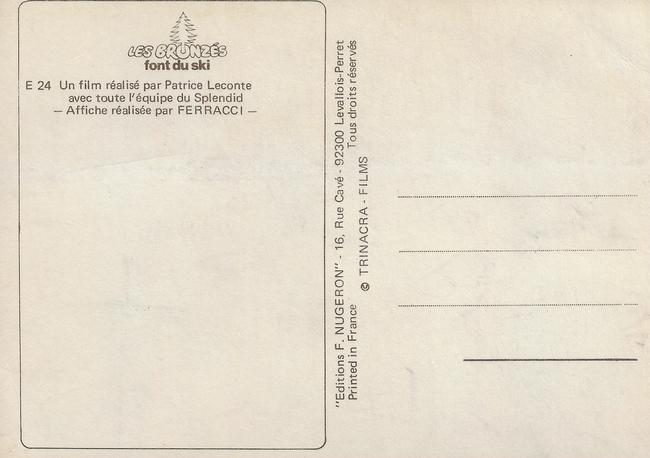 LES BRONZÉS
font du ski
E 24 Un film réalisé par Patrice Leconte
avec toute l'équipe du Splendid
— Affiche réalisée par FERRACCI —
"Editions F. NUGERON" - 16, Rue Cavé - 92300 Levallois-Perret
Printed in France © TRINACRA - FILMS Tous droits réservés